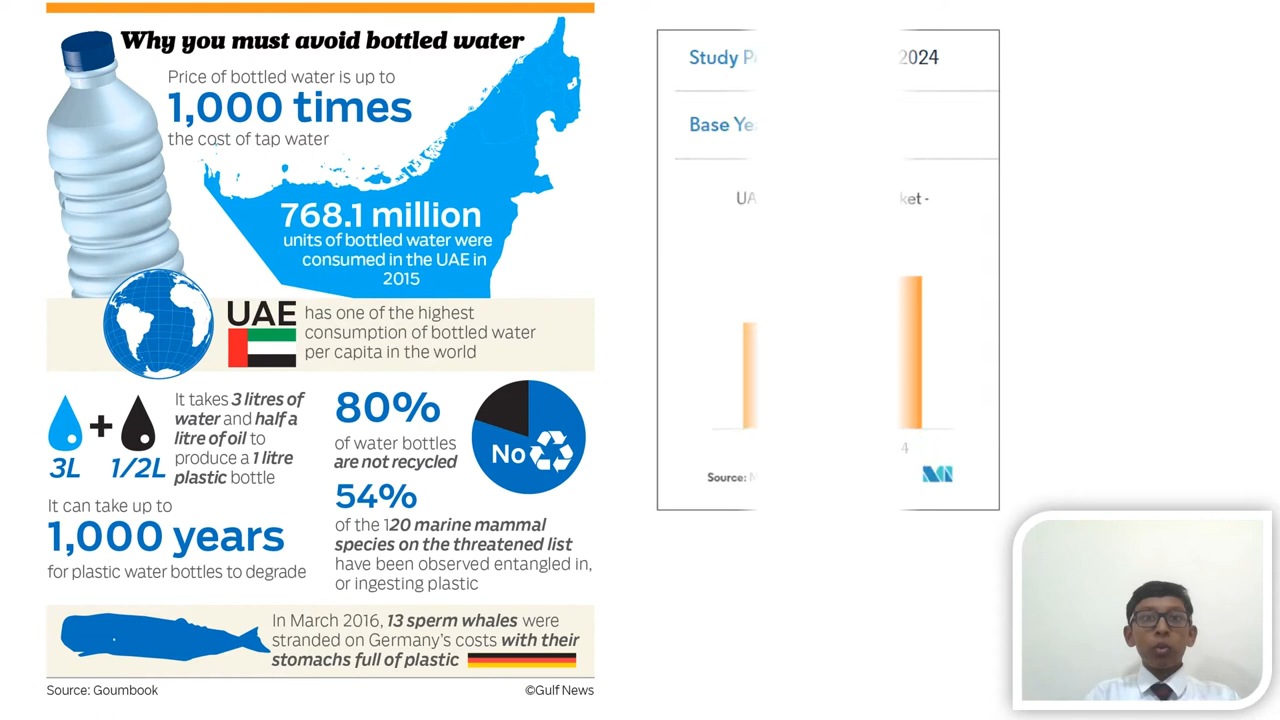 Why you must avoid bottled water
Price of bottled water is up to
1,000 times
the cost of tap water
768.1 million
units of bottled water were
consumed in the UAE in
2015
UAE
has one of the highest
consumption of bottled water
per capita in the world
It takes 3 litres of
water and half a
litre of oil to
produce a 1 litre
plastic bottle
3L
1/2L
It can take up to
1,000 years
for plastic water bottles to degrade
80%
of water bottles
are not recycled
No
54%
of the 120 marine mammal
species on the threatened list
have been observed entangled in,
or ingesting plastic
In March 2016, 13 sperm whales were
stranded on Germany's costs with their
stomachs full of plastic
Source: Goumbook
©Gulf News
Study
2024
Base
Source: